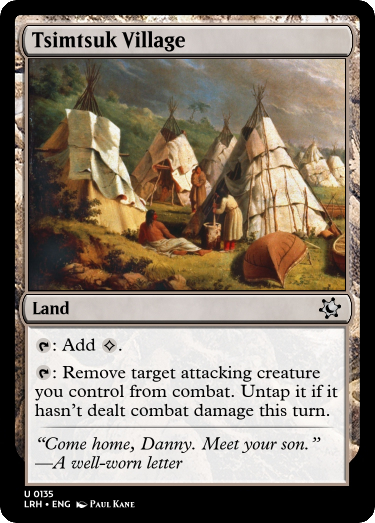 Tsimtsuk Village
Land
: Add .
: Remove target attacking creature
you control from combat. Untap it if it
hasn't dealt combat damage this turn.
“Come home, Danny. Meet your son.”
—A well-worn letter
U 0135
LRH • ENG Paul Kane